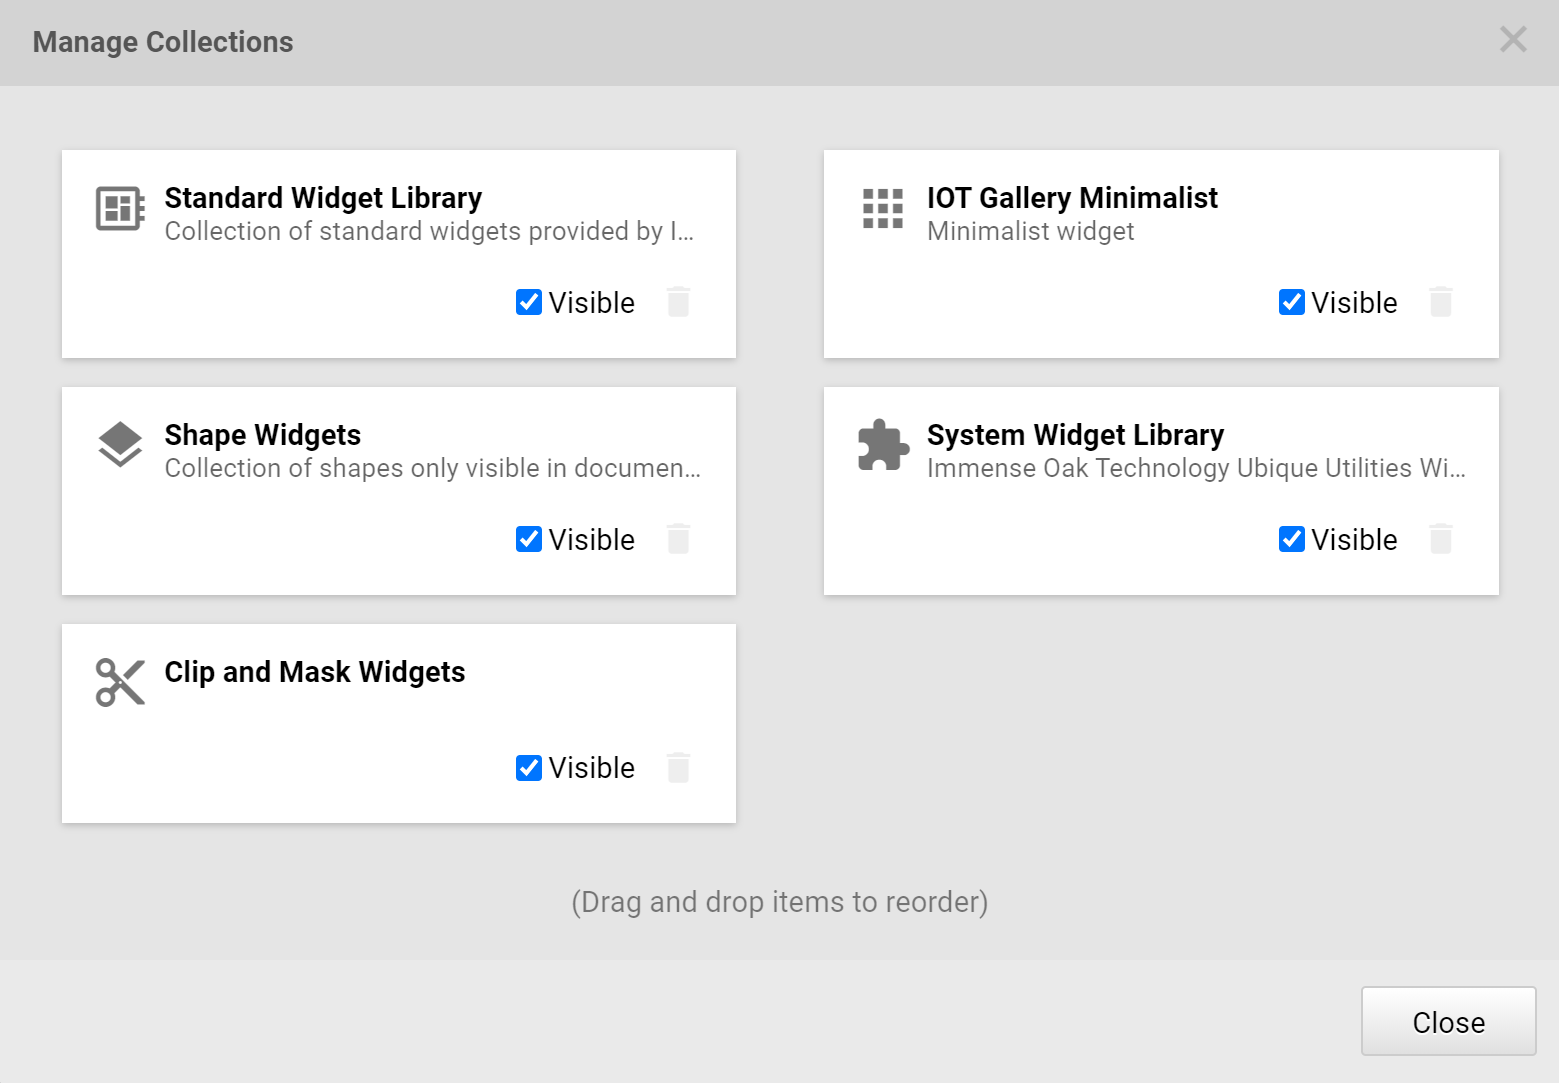 Manage Collections
Standard Widget Library
Collection of standard widgets provided by I...
Visible
IOT Gallery Minimalist
Minimalist widget
Visible
Shape Widgets
Collection of shapes only visible in documen...
Visible
System Widget Library
Immense Oak Technology Ubique Utilities Wi...
Visible
Clip and Mask Widgets
Visible
(Drag and drop items to reorder)
Close